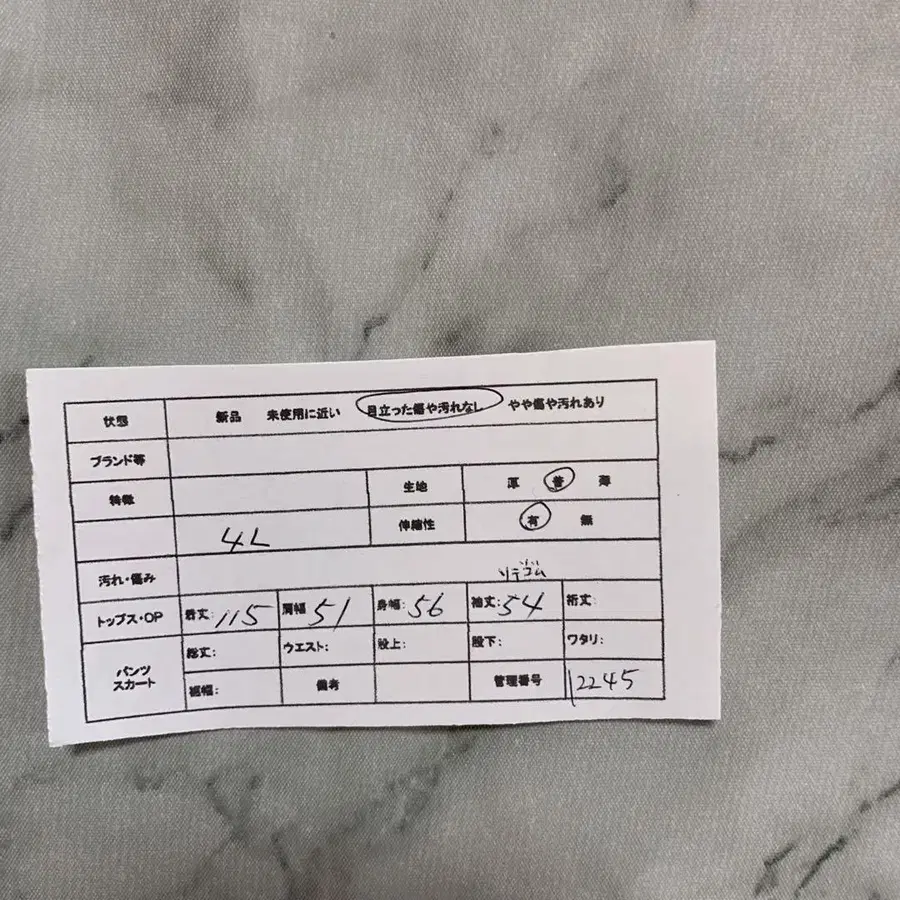 状態 新品 未使用に近い 目立った傷や汚れなし やや傷や汚れあり
ブランド等
特徴 生地 厚 普 薄
4L 伸縮性 有 無
汚れ・傷み ソデゴム
トップス・OP 着丈: 115 肩幅 51 身幅: 56 袖丈: 54 裄丈:
パンツ スカート 総丈: ウエスト: 股上: 股下: ワタリ:
裾幅: 備考 管理番号 12245